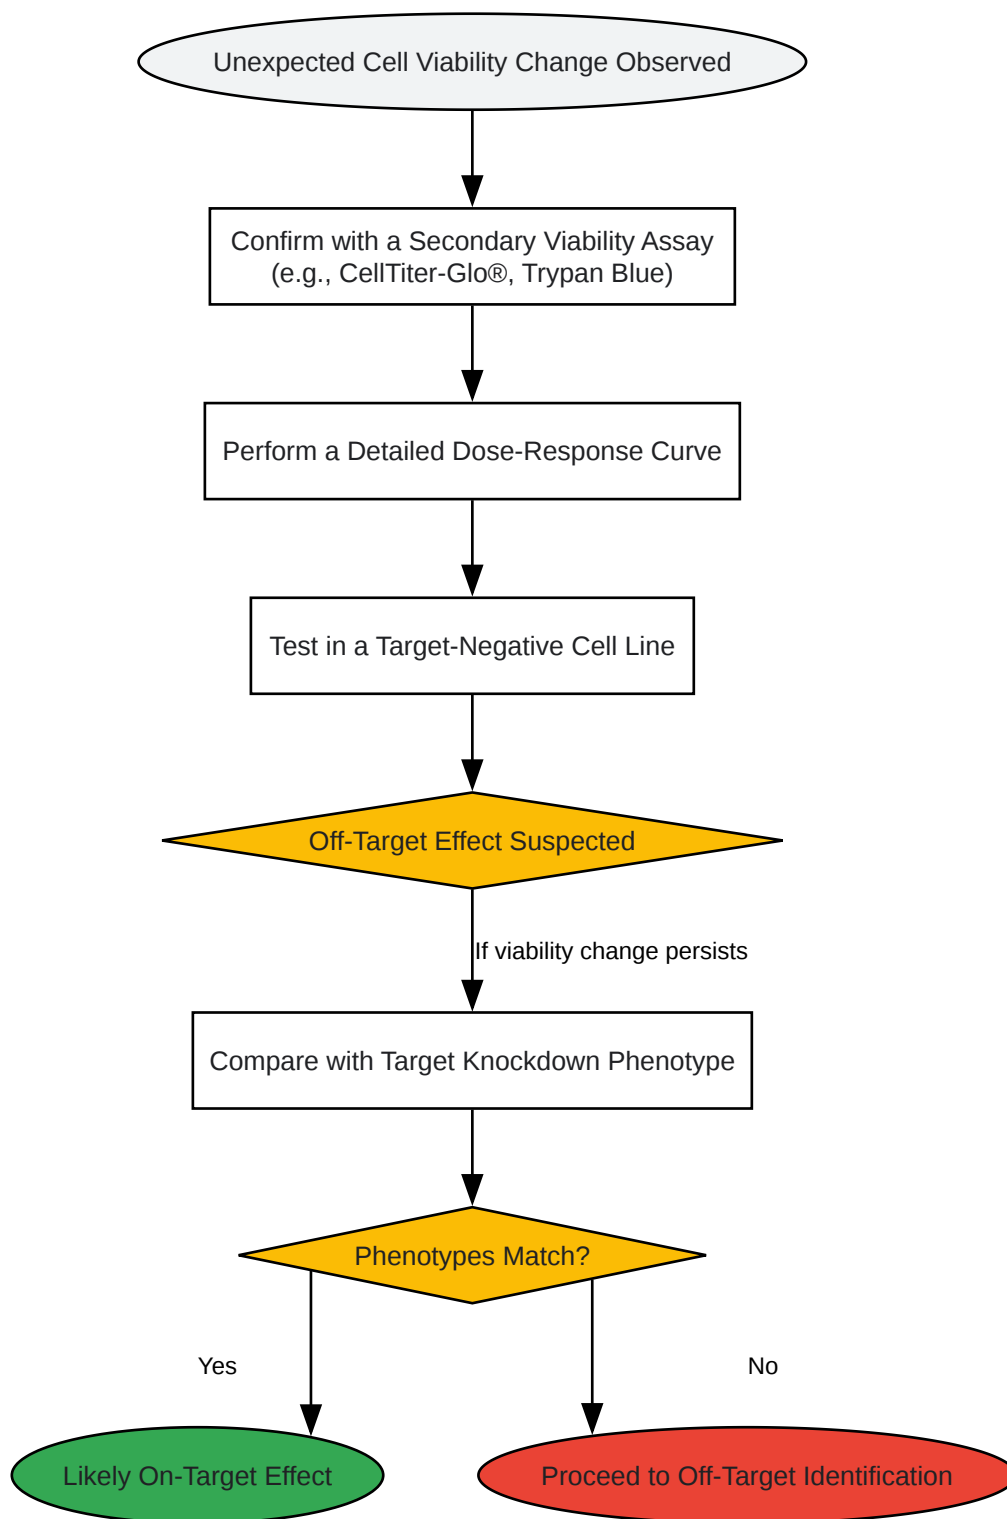 Unexpected Cell Viability Change Observed
Confirm with a Secondary Viability Assay
(e.g., CellTiter-Glo®, Trypan Blue)
Perform a Detailed Dose-Response Curve
Test in a Target-Negative Cell Line
Off-Target Effect Suspected
If viability change persists
Compare with Target Knockdown Phenotype
Phenotypes Match?
Yes
No
Likely On-Target Effect
Proceed to Off-Target Identification